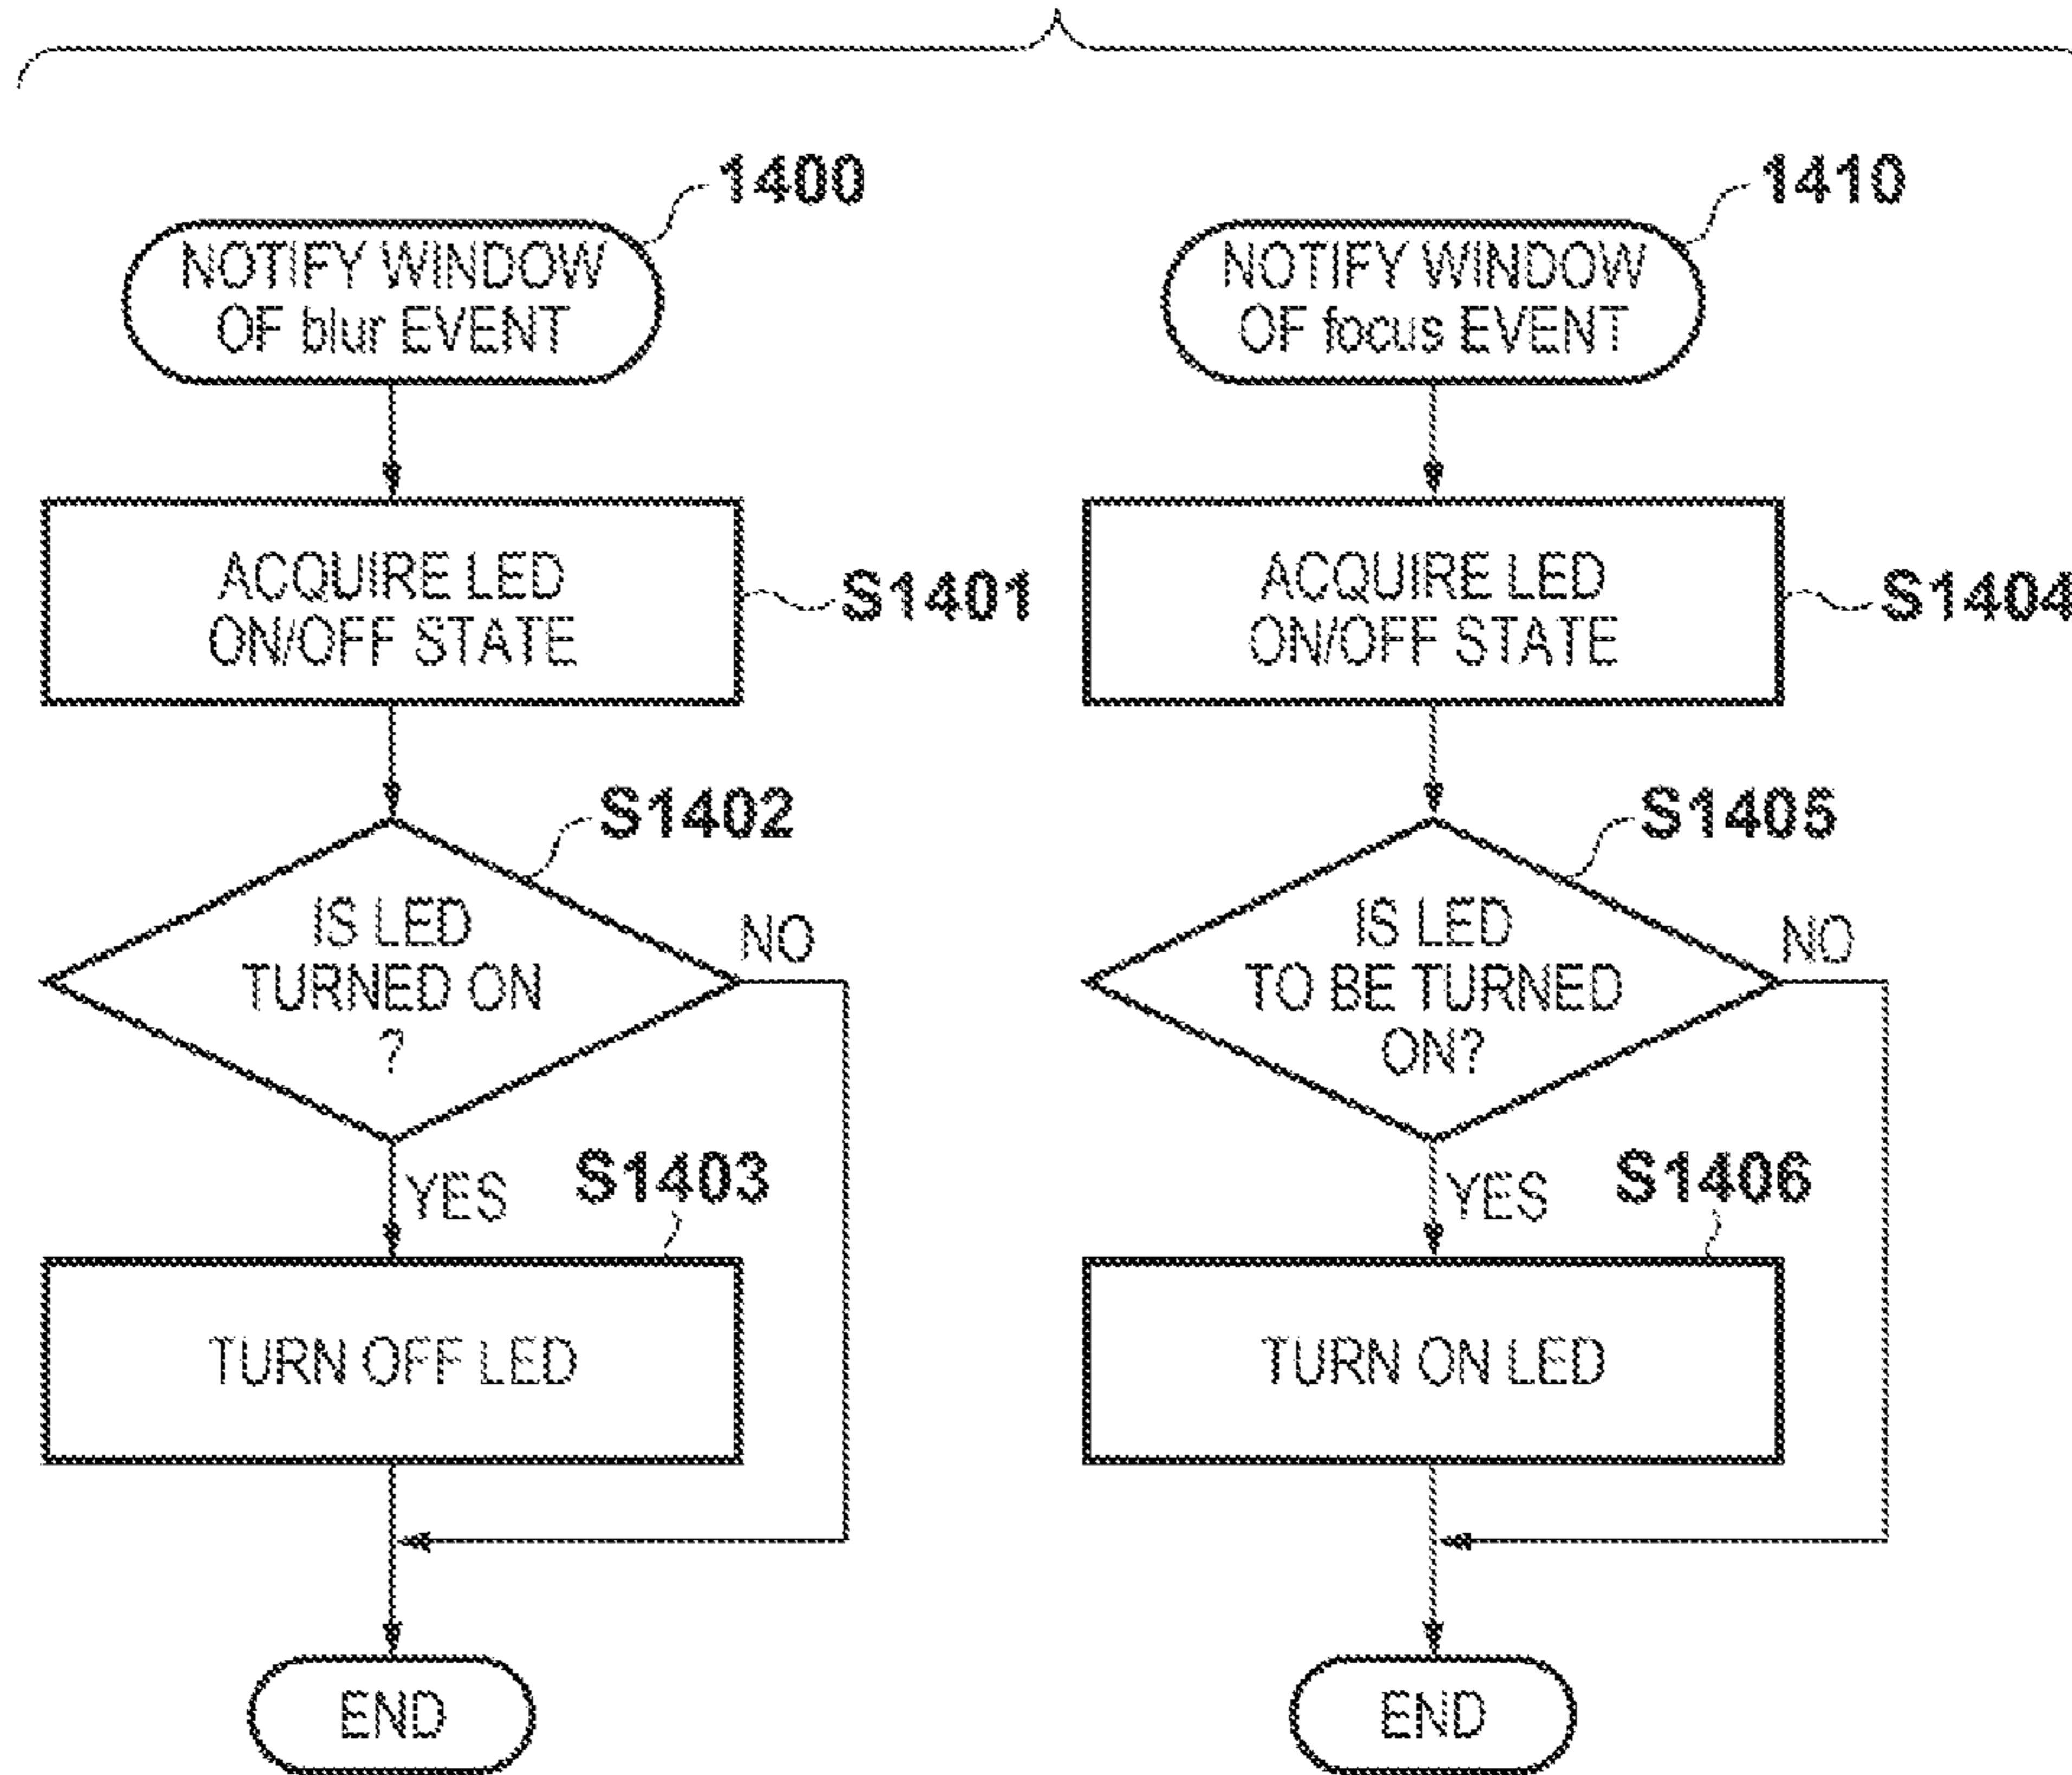 1400
NOTIFY WINDOW
OF blur EVENT
ACQUIRE LED
ON/OFF STATE
S1401
S1402
IS LED
TURNED ON
?
NO
YES
S1403
TURN OFF LED
END
1410
NOTIFY WINDOW
OF focus EVENT
ACQUIRE LED
ON/OFF STATE
S1404
S1405
IS LED
TO BE TURNED
ON?
NO
YES
S1406
TURN ON LED
END